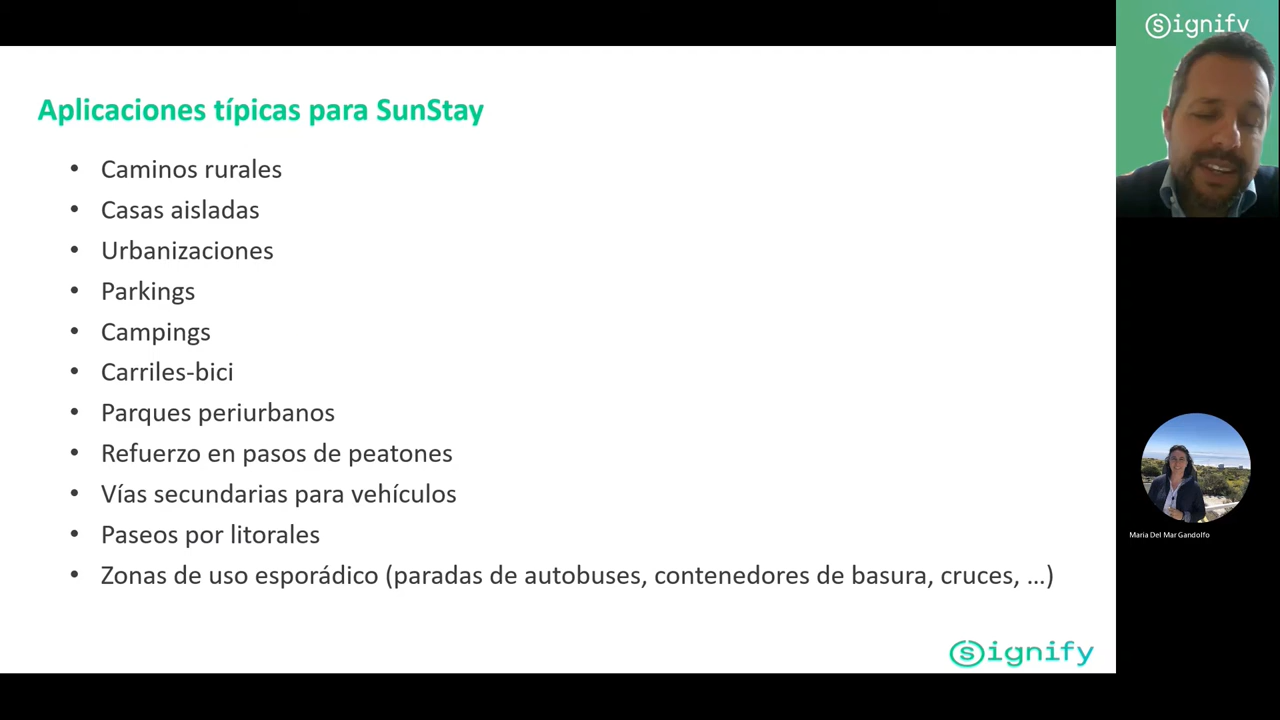 Aplicaciones típicas para SunStay
• Caminos rurales
• Casas aisladas
• Urbanizaciones
• Parkings
• Campings
• Carriles-bici
• Parques periurbanos
• Refuerzo en pasos de peatones
• Vías secundarias para vehículos
• Paseos por litorales
• Zonas de uso esporádico (paradas de autobuses, contenedores de basura, cruces, ...)
signify
signify
Maria Del Mar Gandolfo